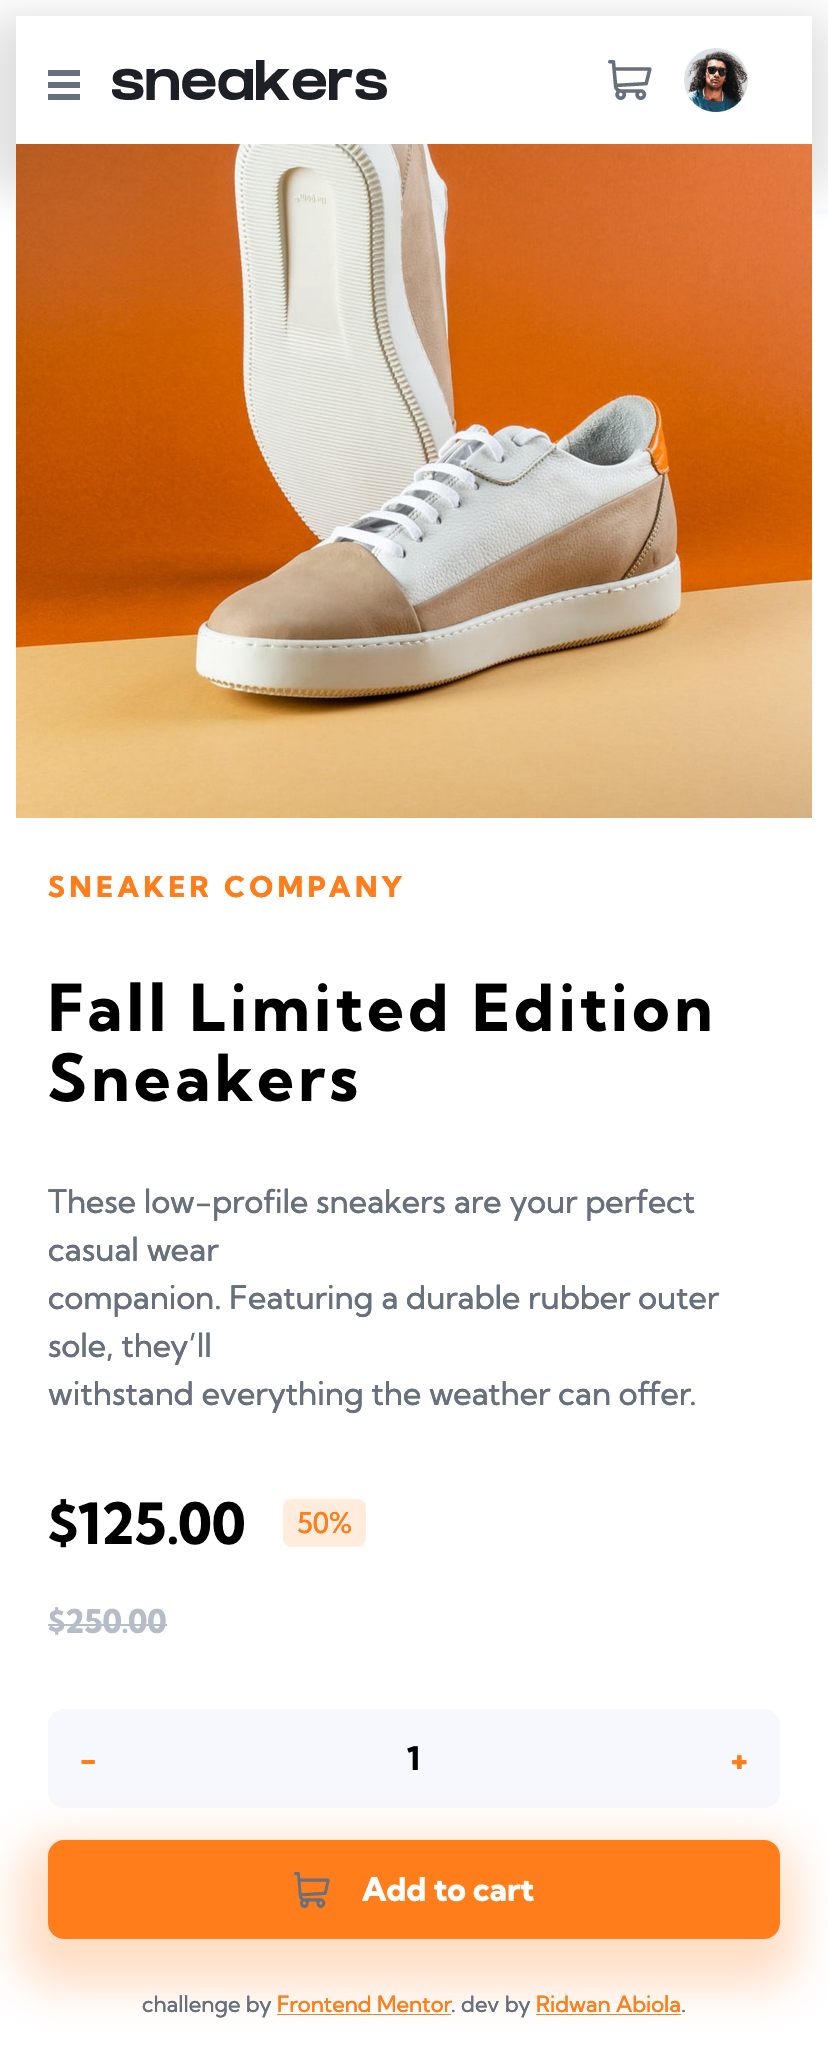 sneakers
SNEAKER COMPANY
Fall Limited Edition
Sneakers
These low-profile sneakers are your perfect
casual wear
companion. Featuring a durable rubber outer
sole, they’ll
withstand everything the weather can offer.
$125.00 50%
$250.00
- 1 +
Add to cart
challenge by Frontend Mentor. dev by Ridwan Abiola.